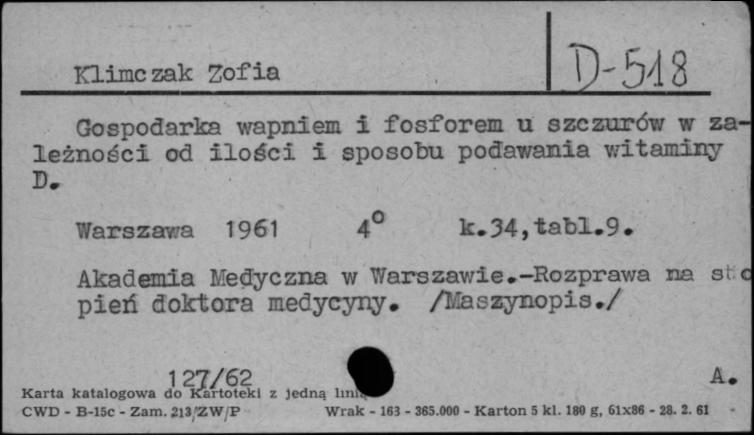 Klimczak Zofia
D-518
Gospodarka wapniem i fosforem u szczurów w za-
leżności od ilości i sposobu podawania witaminy
D.
Warszawa 1961 4° k.34,tabl.9.
Akademia Medyczna w Warszawie.-Rozprawa na sto
pień doktora medycyny. /Maszynopis./
127/62
A.
Karta katalogowa do Kartoteki z jedną linią
CWD - B-15c - Zam. 213/ZW/P Wrak - 163 - 365.000 - Karton 5 kl. 180 g, 61x86 - 28. 2. 61